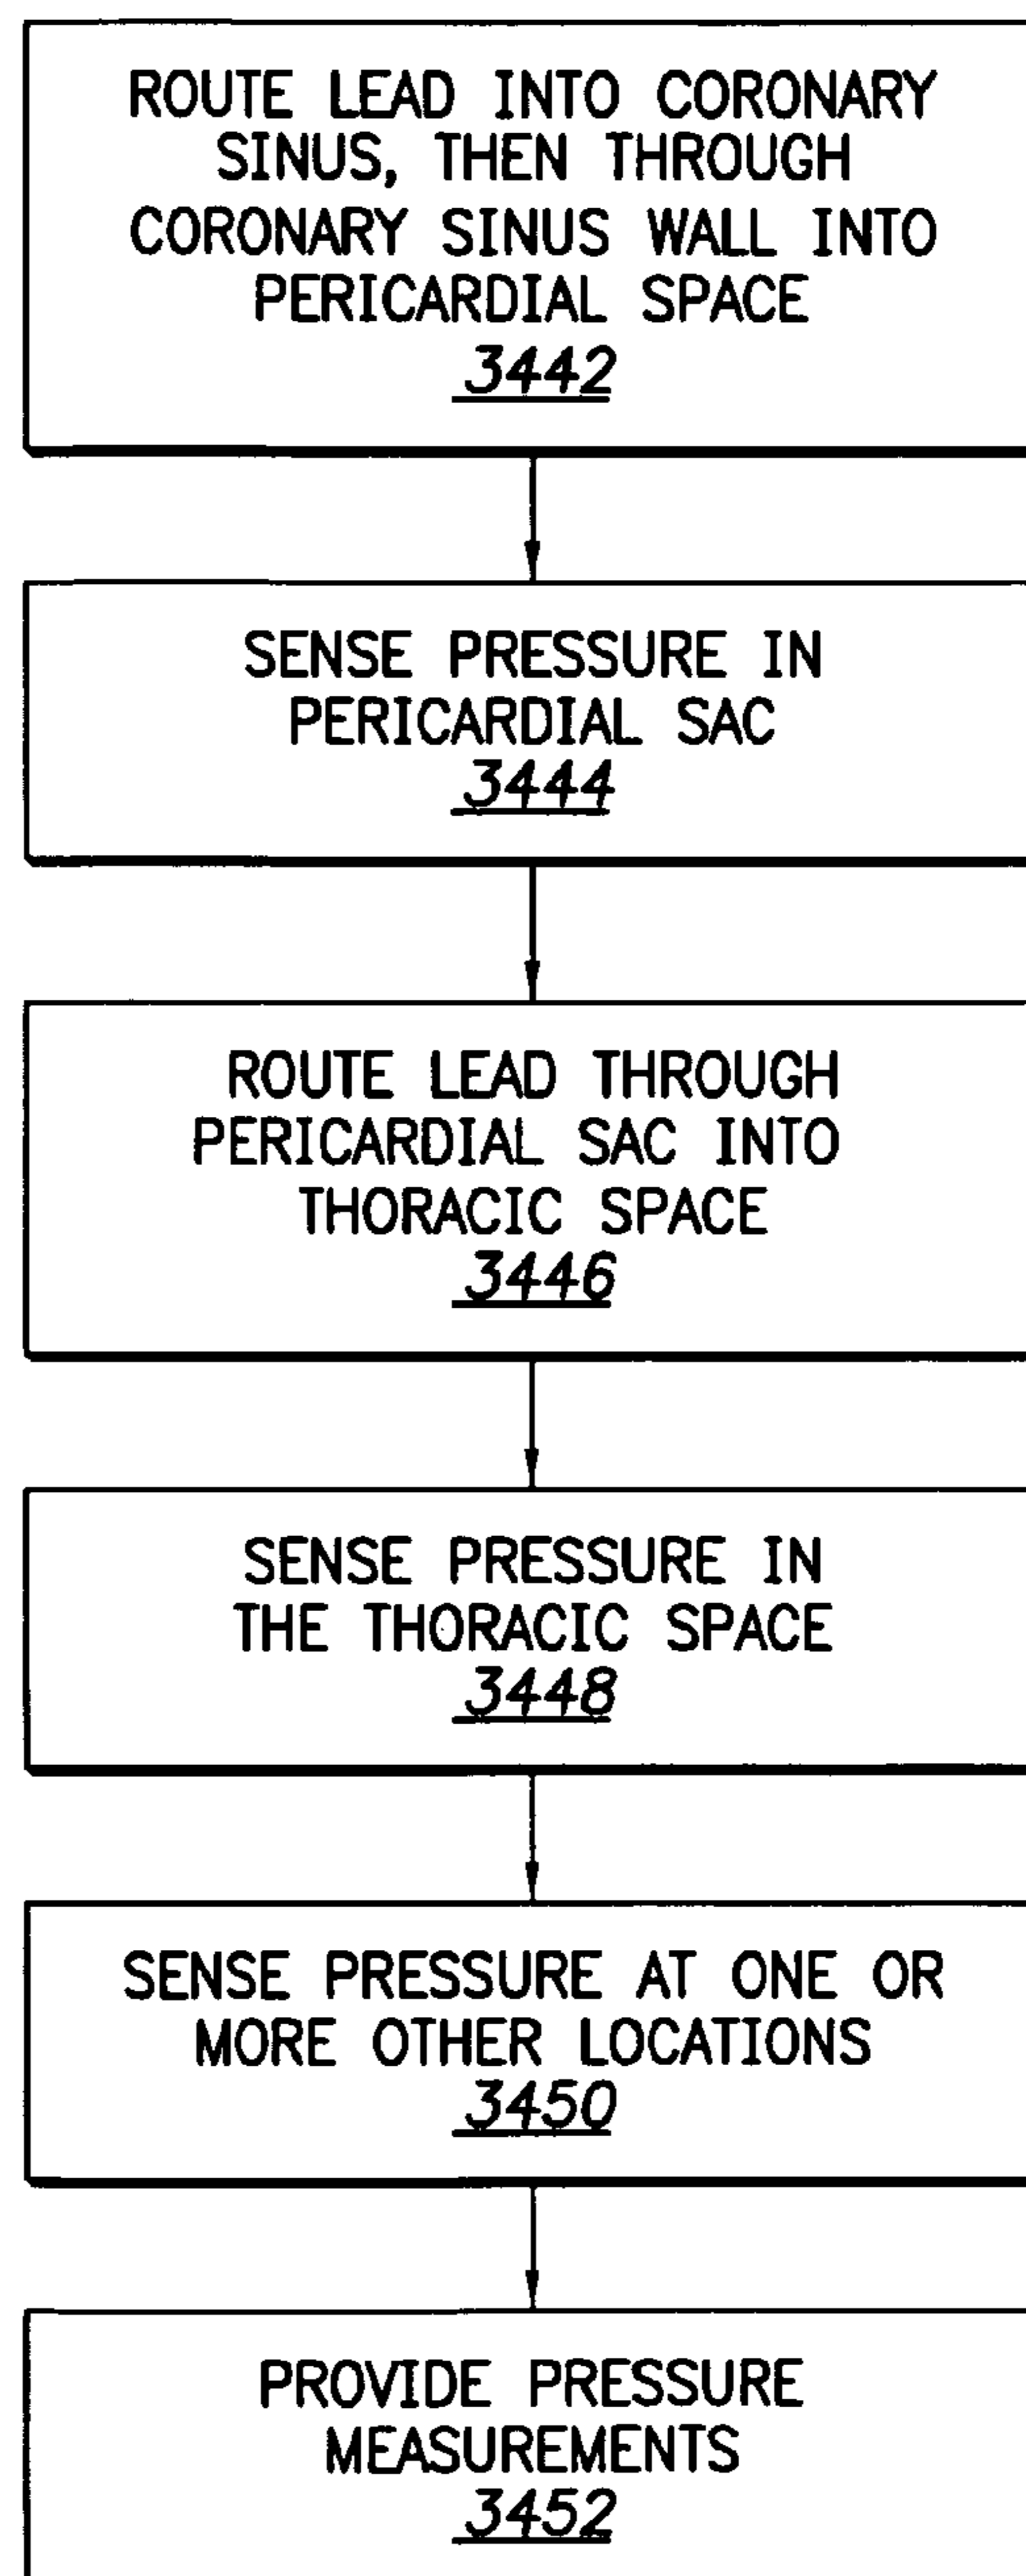 ROUTE LEAD INTO CORONARY
SINUS, THEN THROUGH
CORONARY SINUS WALL INTO
PERICARDIAL SPACE
3442
SENSE PRESSURE IN
PERICARDIAL SAC
3444
ROUTE LEAD THROUGH
PERICARDIAL SAC INTO
THORACIC SPACE
3446
SENSE PRESSURE IN
THE THORACIC SPACE
3448
SENSE PRESSURE AT ONE OR
MORE OTHER LOCATIONS
3450
PROVIDE PRESSURE
MEASUREMENTS
3452